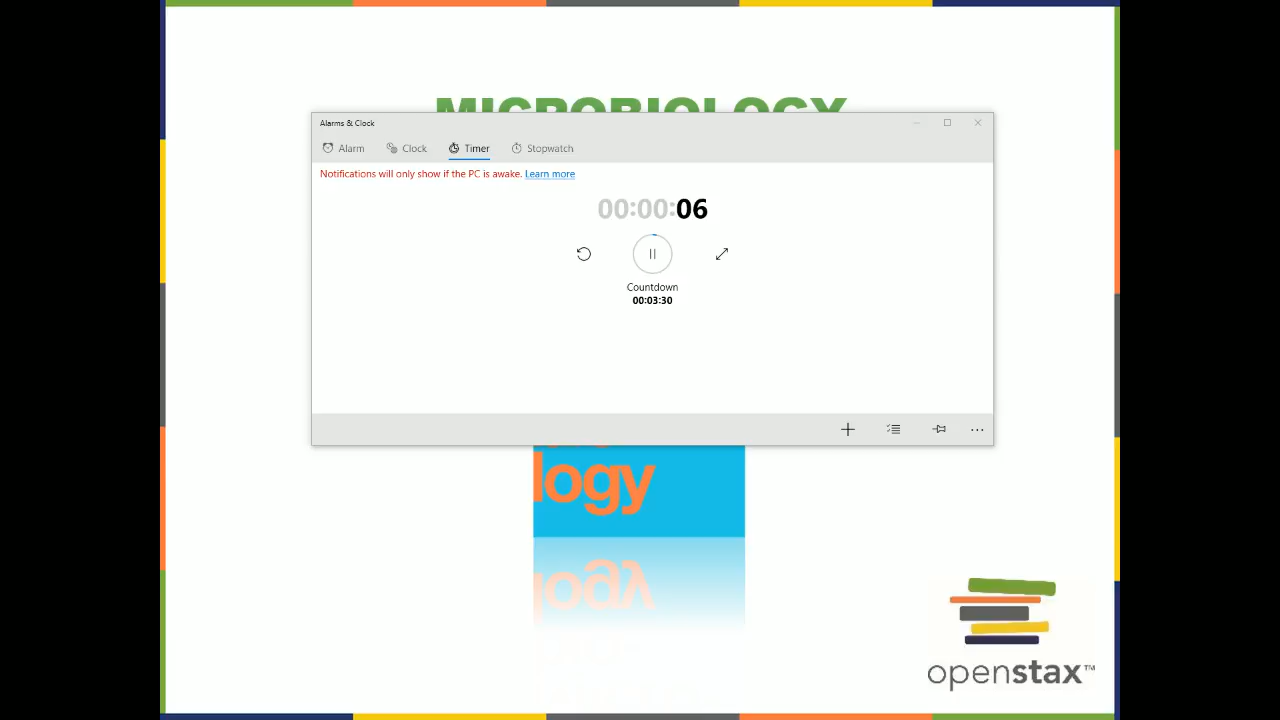 MICROBIOLOGY
Alarms & Clock
Alarm Clock Timer Stopwatch
Notifications will only show if the PC is awake. Learn more
00:00:06
Countdown
00:03:30
logy
openstax™